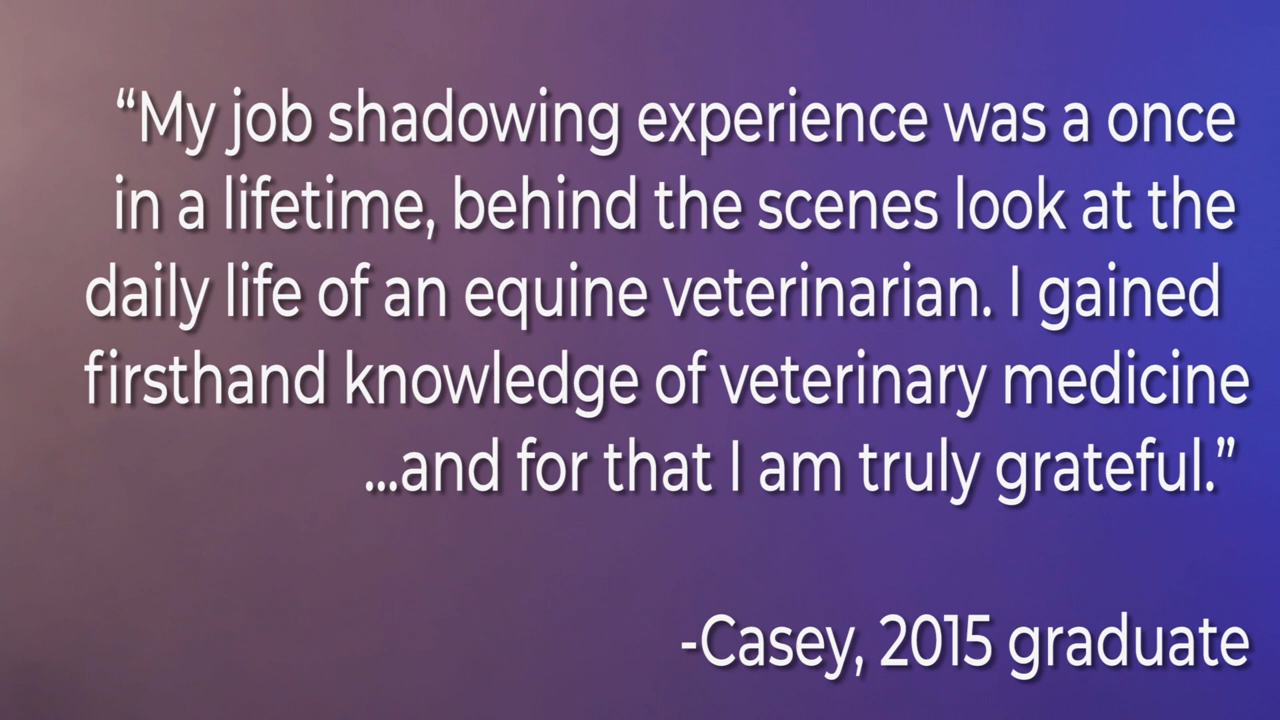 “My job shadowing experience was a once
in a lifetime, behind the scenes look at the
daily life of an equine veterinarian. I gained
firsthand knowledge of veterinary medicine
...and for that I am truly grateful.”
-Casey, 2015 graduate